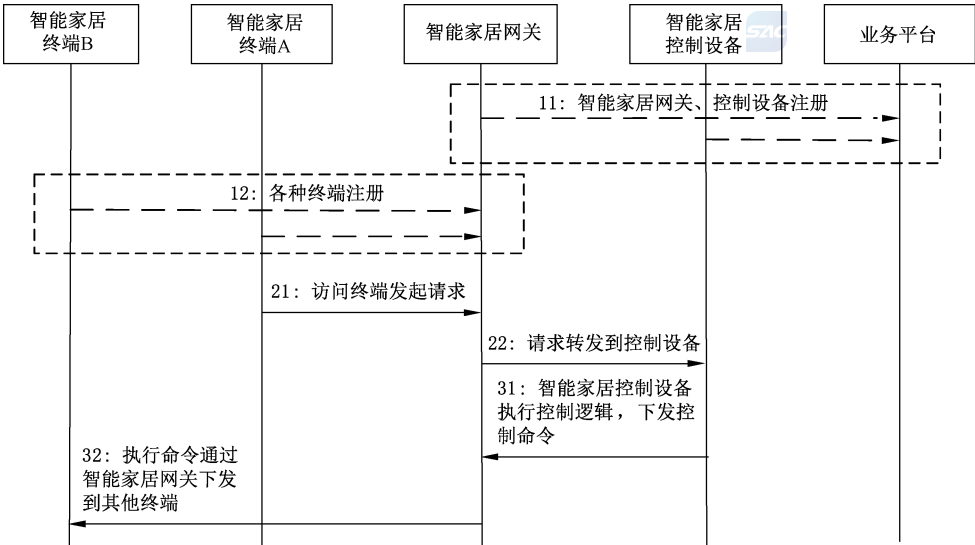 智能家居
终端B
智能家居
终端A
智能家居网关
智能家居
控制设备
SAC
业务平台
11: 智能家居网关、控制设备注册
12: 各种终端注册
21: 访问终端发起请求
22: 请求转发到控制设备
31: 智能家居控制设备
执行控制逻辑，下发控
制命令
32: 执行命令通过
智能家居网关下发
到其他终端